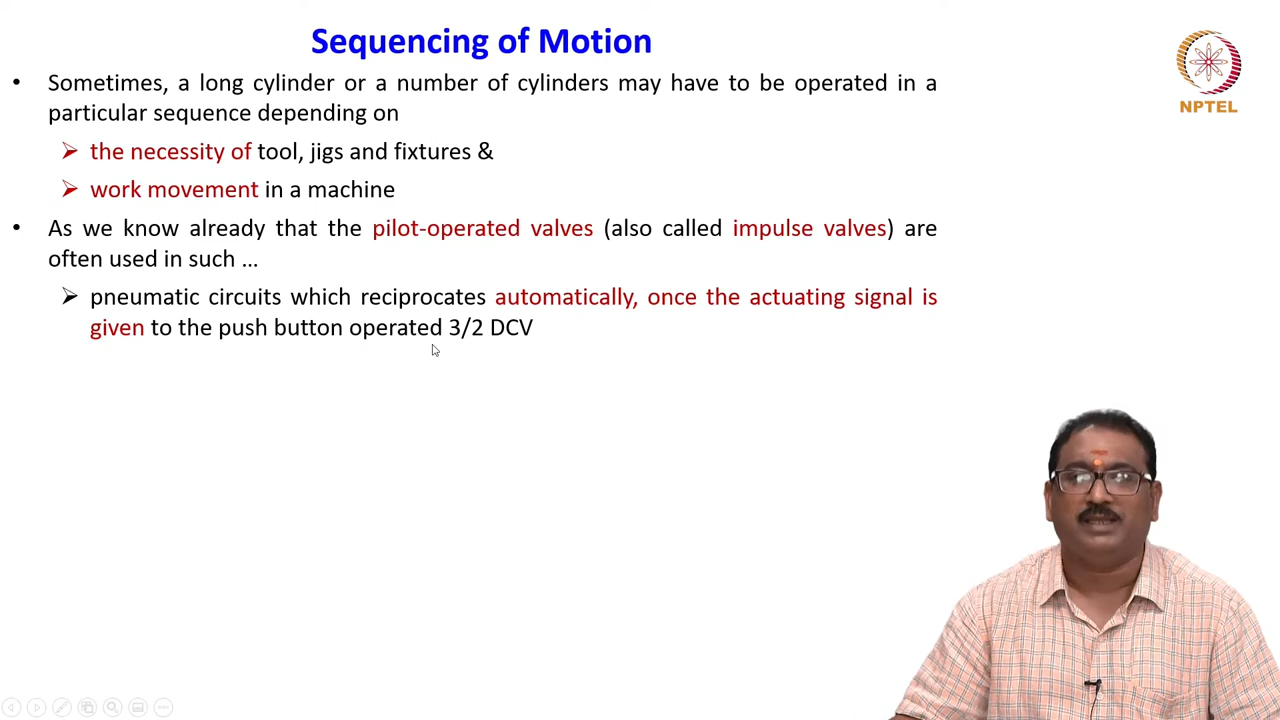 Sequencing of Motion
NPTEL
• Sometimes, a long cylinder or a number of cylinders may have to be operated in a
particular sequence depending on
➢ the necessity of tool, jigs and fixtures &
➢ work movement in a machine
• As we know already that the pilot-operated valves (also called impulse valves) are
often used in such …
➢ pneumatic circuits which reciprocates automatically, once the actuating signal is
given to the push button operated 3/2 DCV